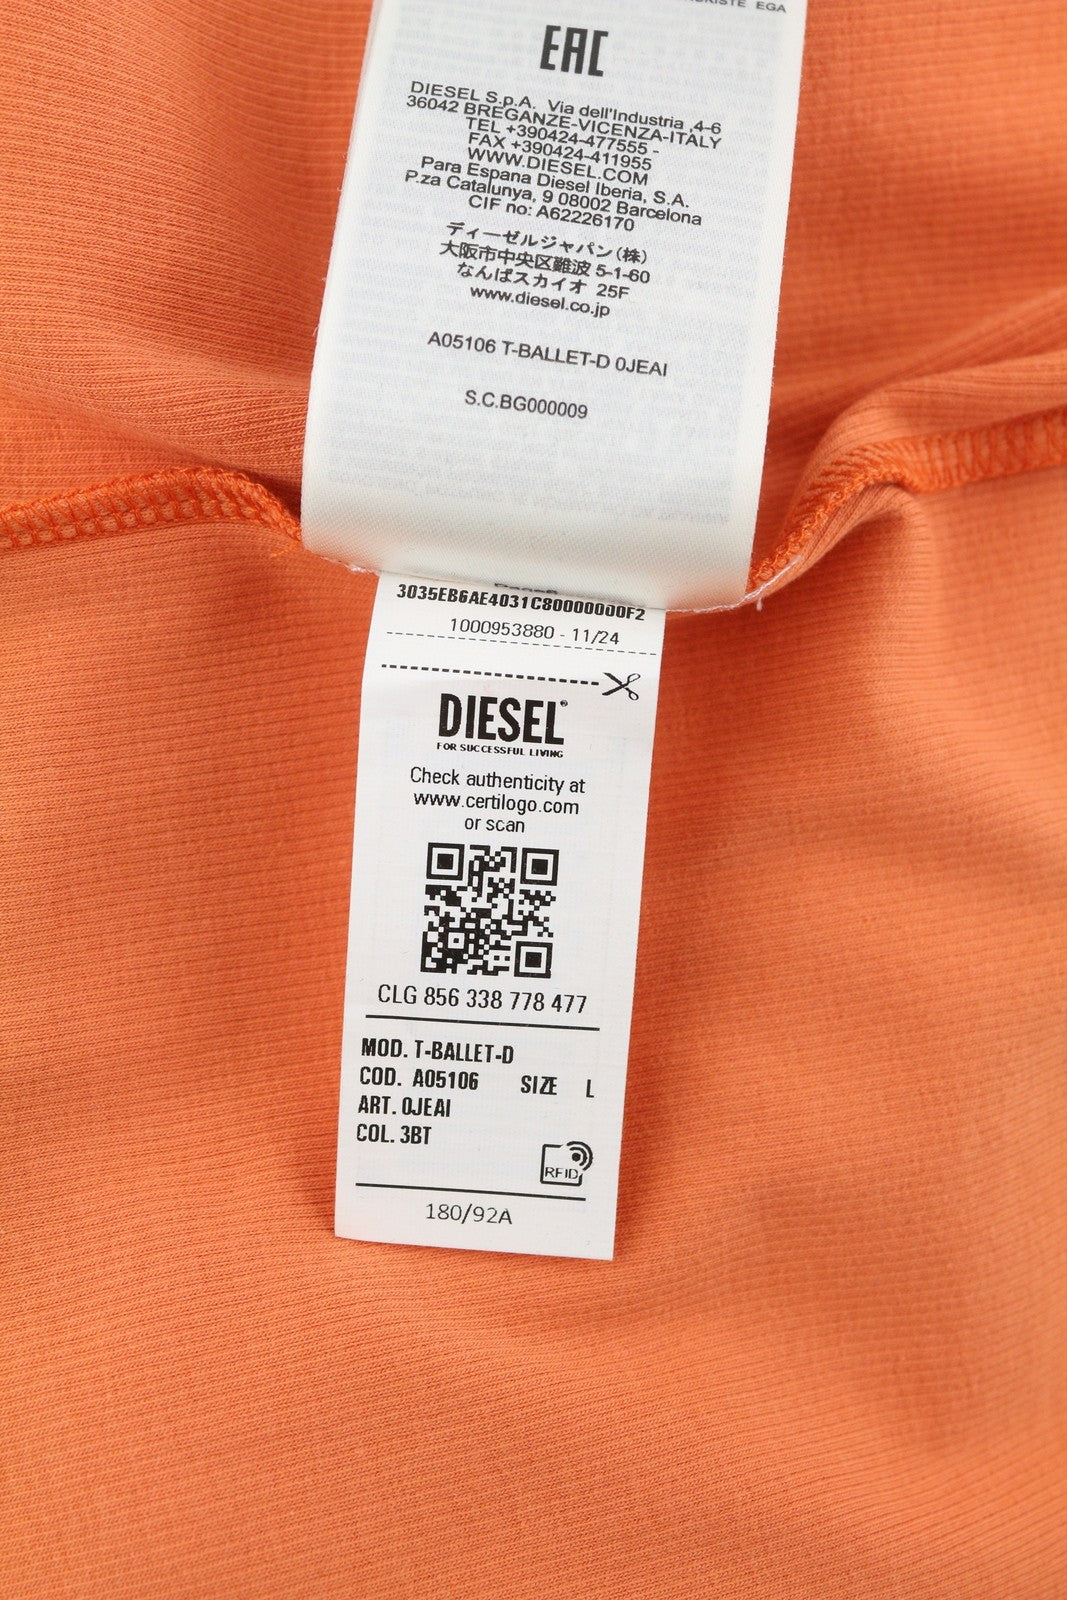 EGA
EAC
DIESEL S.p.A. Via dell'Industria ,4-6
36042 BREGANZE-VICENZA-ITALY
TEL +390424-477555 -
FAX +390424-411955
WWW.DIESEL.COM
Para Espana Diesel Iberia, S.A.
P.za Catalunya, 9 08002 Barcelona
CIF no: A62226170
ディーゼルジャパン(株)
大阪市中央区難波 5-1-60
なんばスカイオ 25F
www.diesel.co.jp
A05106 T-BALLET-D 0JEAI
S.C.BG000009
3035EB6AE4031C80000000F2
1000953880 - 11/24
DIESEL®
FOR SUCCESSFUL LIVING
Check authenticity at
www.certilogo.com
or scan
CLG 856 338 778 477
MOD. T-BALLET-D
COD. A05106 SIZE L
ART. 0JEAI
COL. 3BT
RFID
180/92A